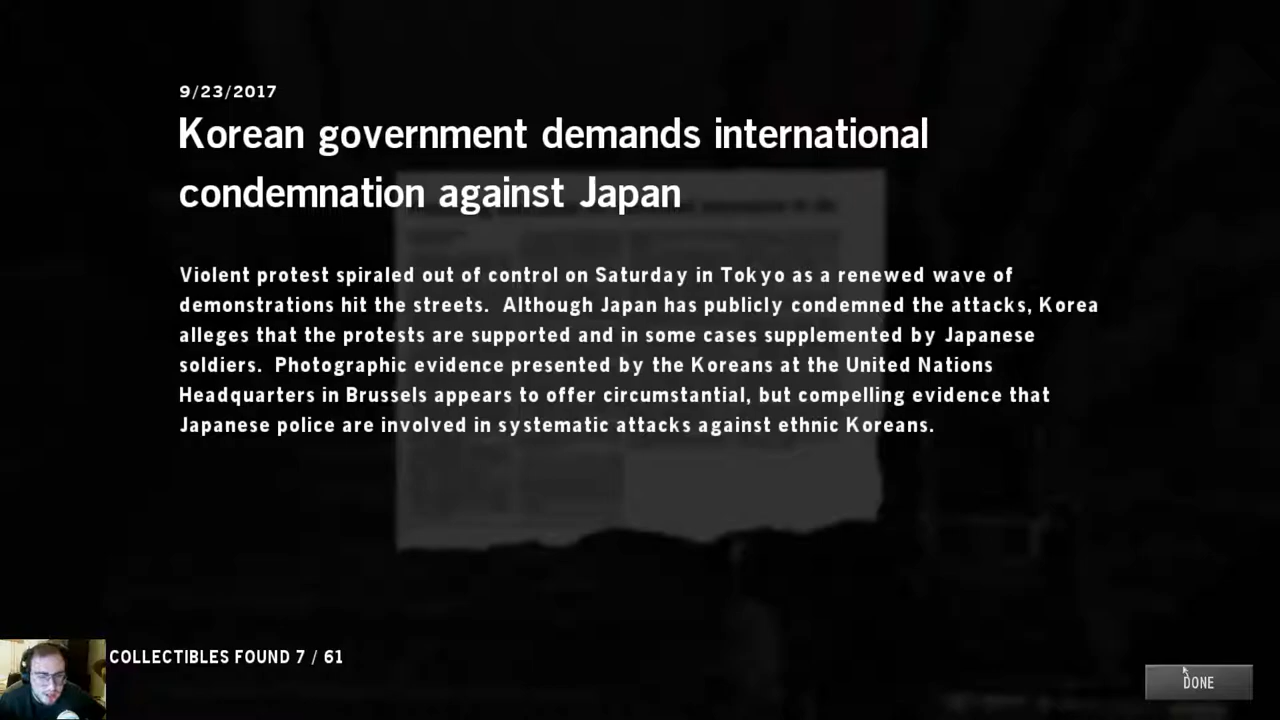 9/23/2017
Korean government demands international
condemnation against Japan
Violent protest spiraled out of control on Saturday in Tokyo as a renewed wave of
demonstrations hit the streets.  Although Japan has publicly condemned the attacks, Korea
alleges that the protests are supported and in some cases supplemented by Japanese
soldiers.  Photographic evidence presented by the Koreans at the United Nations
Headquarters in Brussels appears to offer circumstantial, but compelling evidence that
Japanese police are involved in systematic attacks against ethnic Koreans.
COLLECTIBLES FOUND 7 / 61
DONE